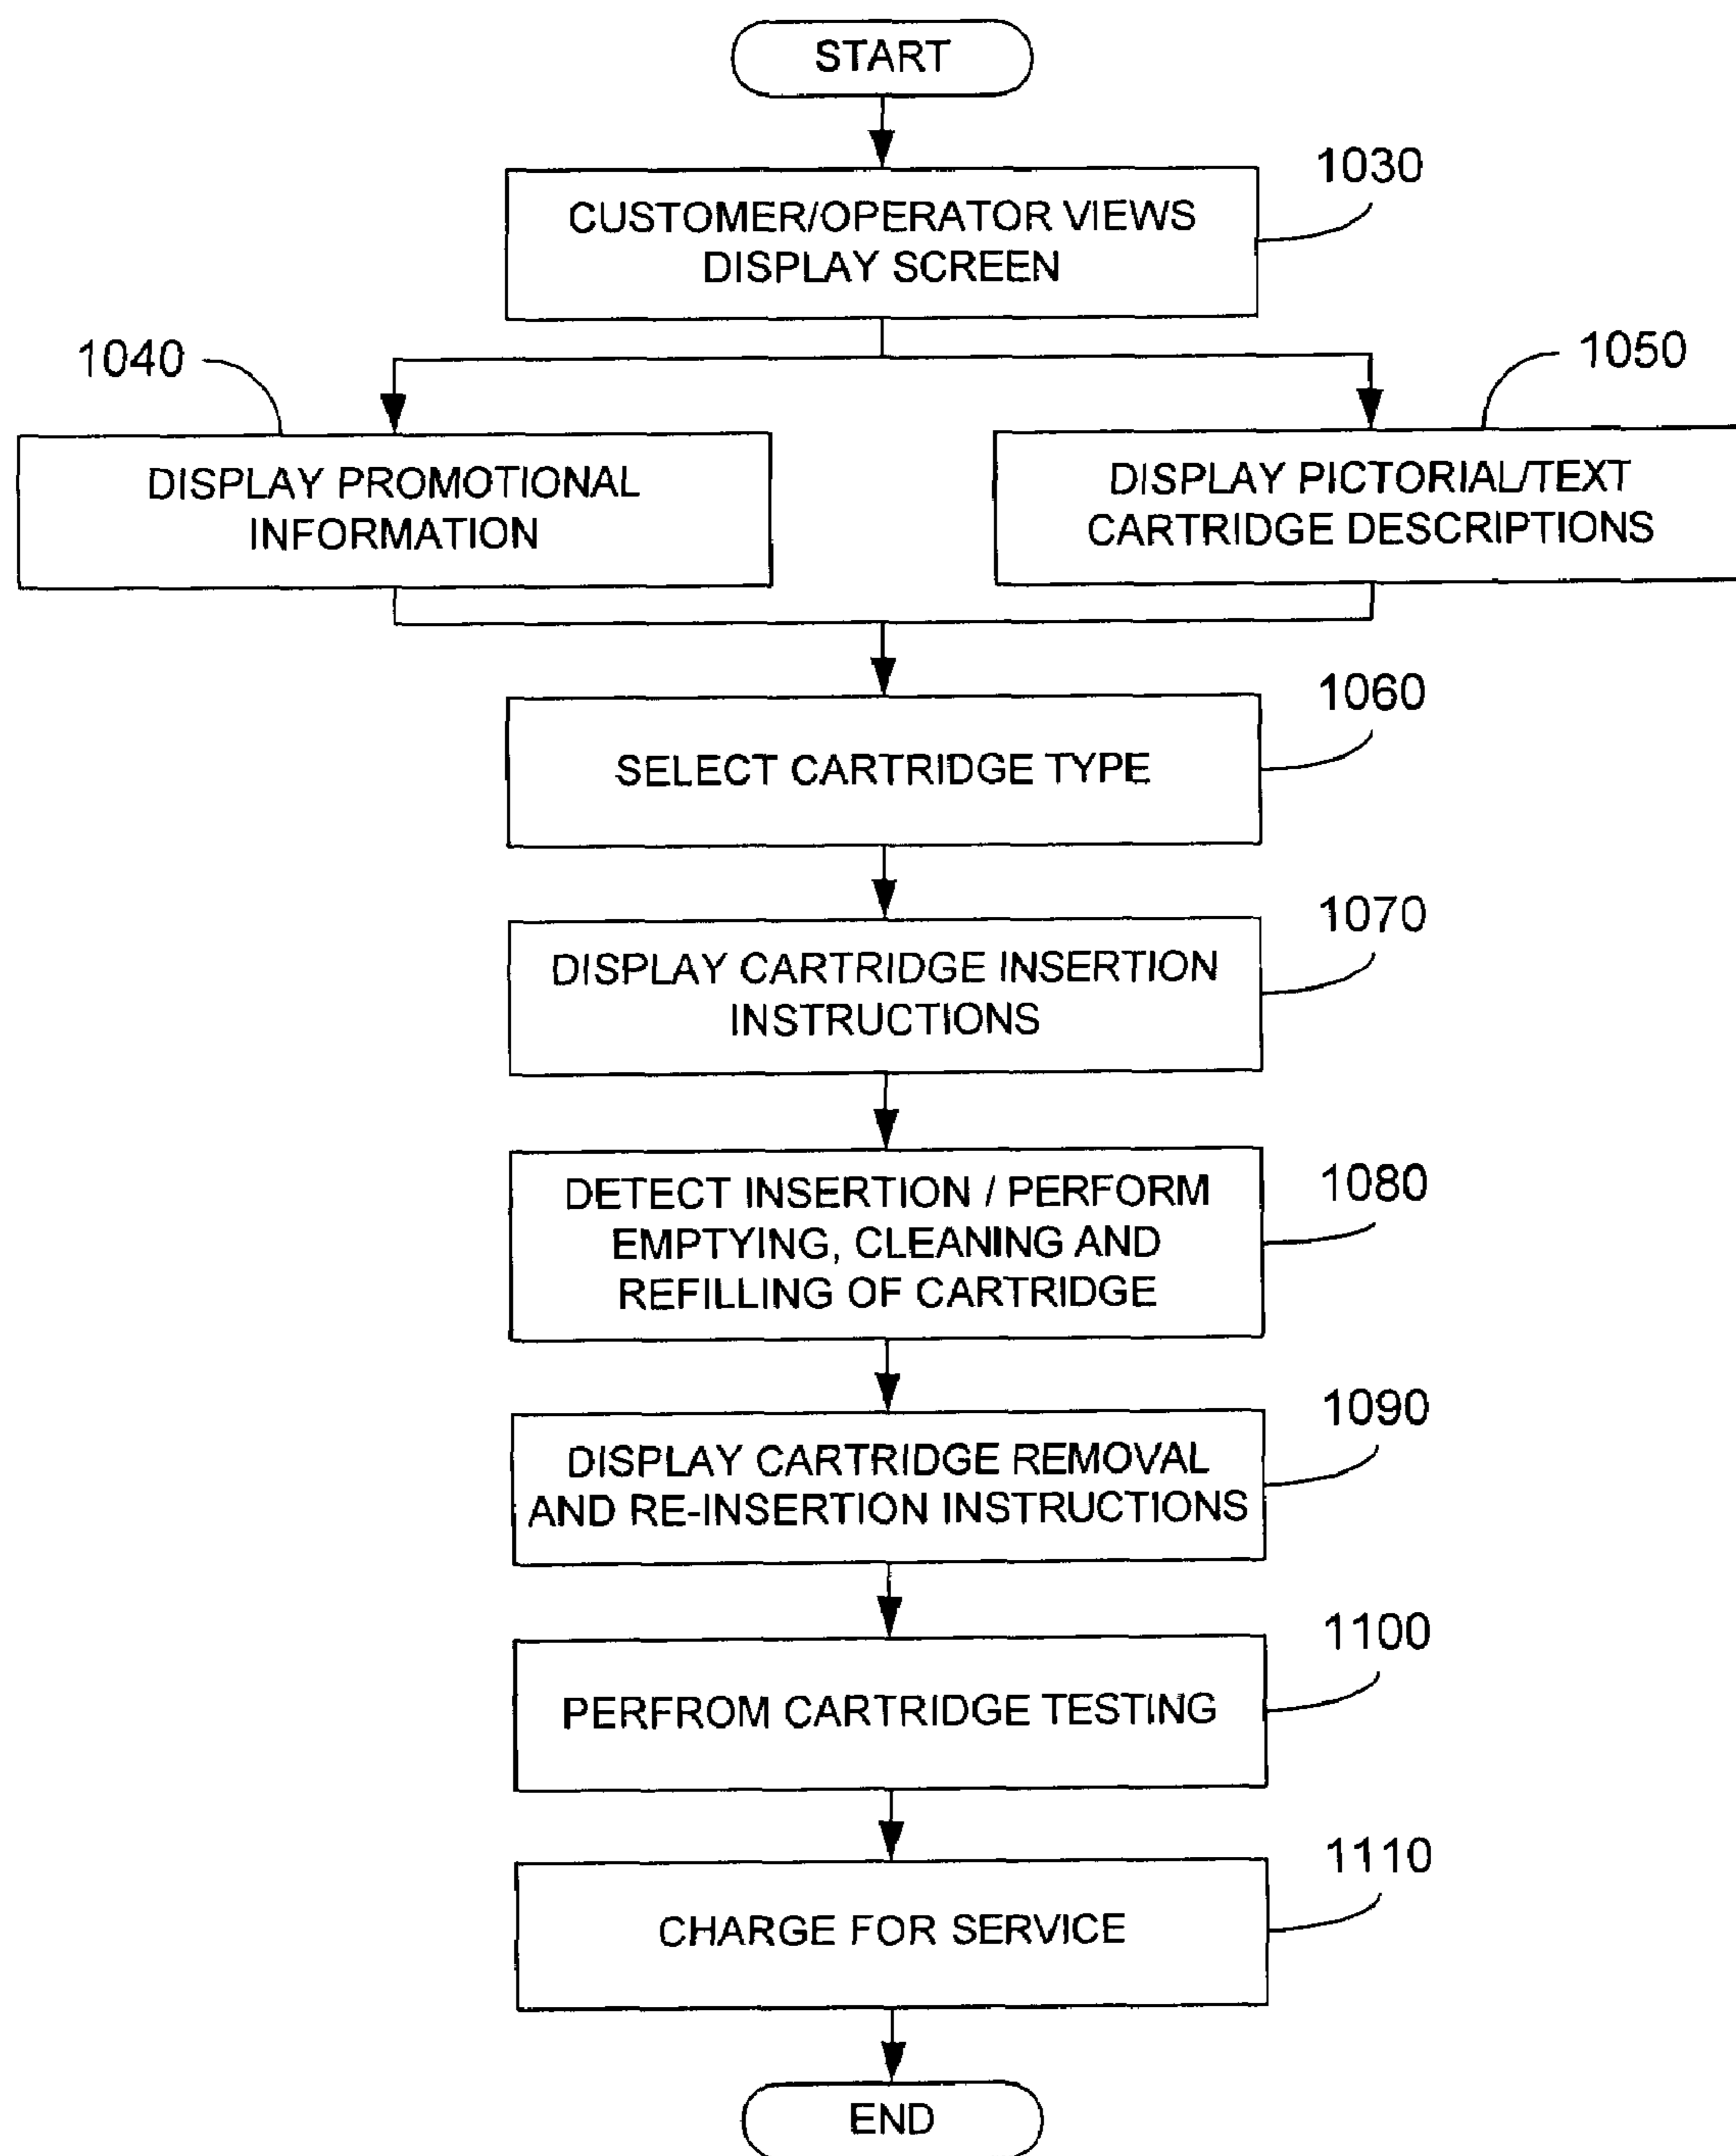 START
1030
CUSTOMER/OPERATOR VIEWS
DISPLAY SCREEN
1040
1050
DISPLAY PROMOTIONAL
INFORMATION
DISPLAY PICTORIAL/TEXT
CARTRIDGE DESCRIPTIONS
1060
SELECT CARTRIDGE TYPE
1070
DISPLAY CARTRIDGE INSERTION
INSTRUCTIONS
1080
DETECT INSERTION / PERFORM
EMPTYING, CLEANING AND
REFILLING OF CARTRIDGE
1090
DISPLAY CARTRIDGE REMOVAL
AND RE-INSERTION INSTRUCTIONS
1100
PERFROM CARTRIDGE TESTING
1110
CHARGE FOR SERVICE
END